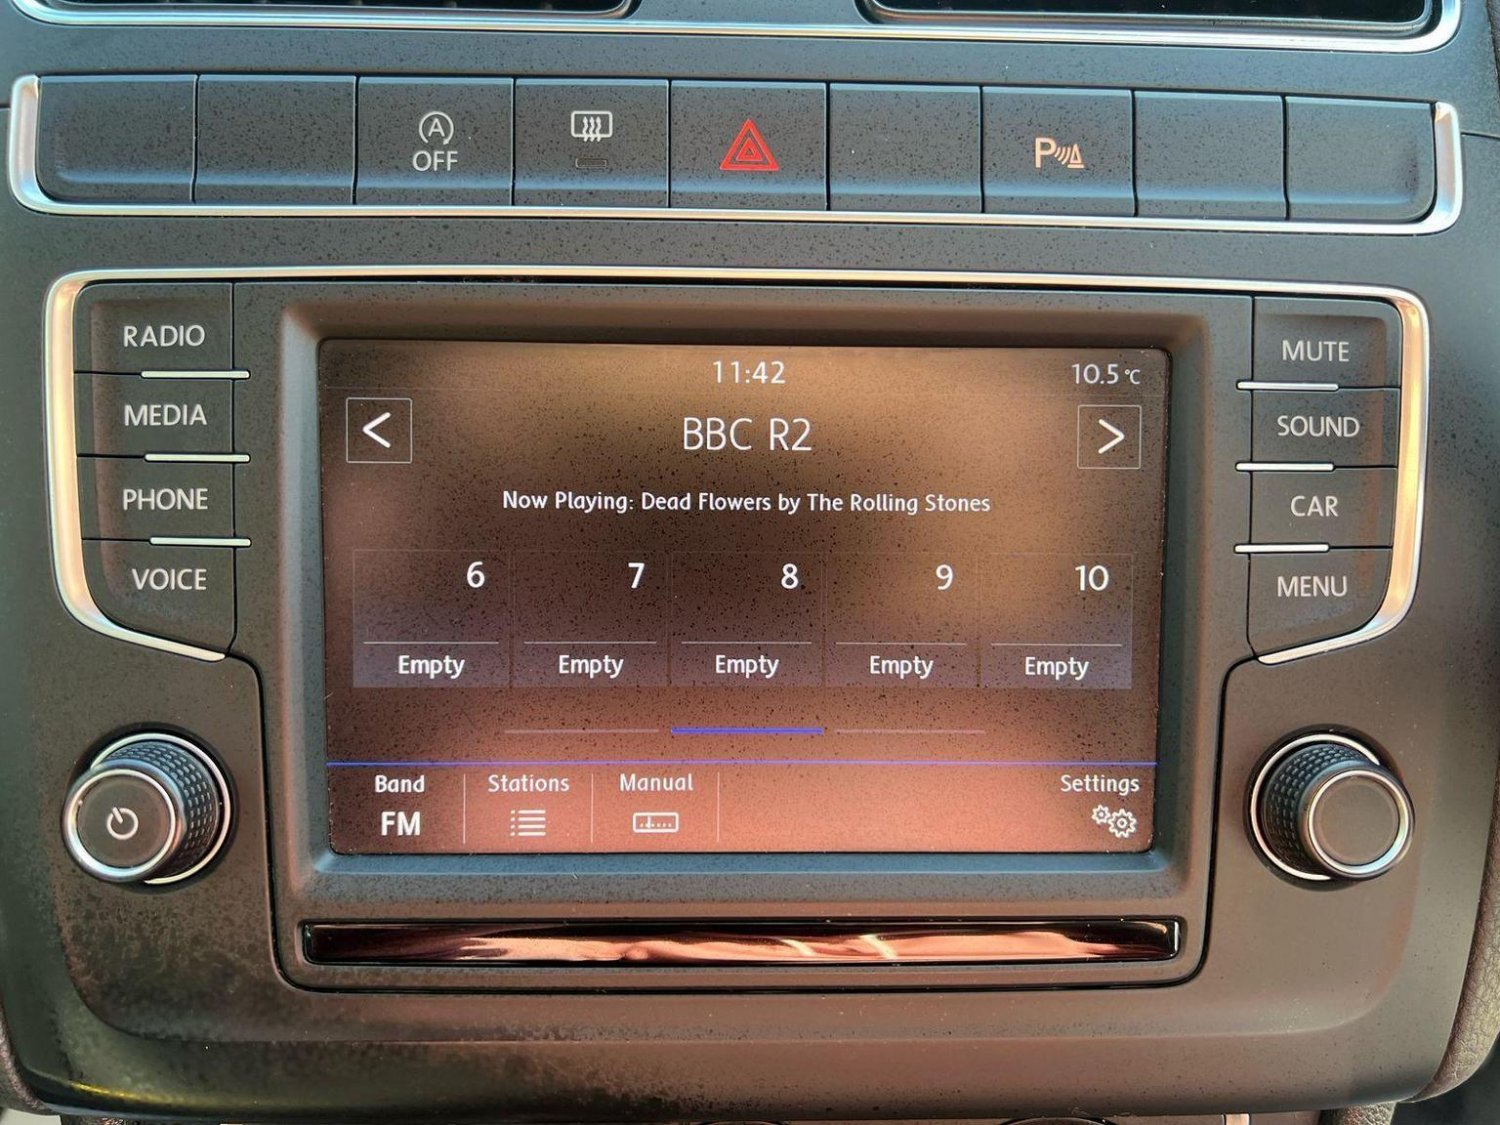 A
OFF
P
RADIO
MEDIA
PHONE
VOICE
11:42
10.5 °C
<
BBC R2
>
Now Playing: Dead Flowers by The Rolling Stones
6 7 8 9 10
Empty Empty Empty Empty Empty
Band Stations Manual Settings
FM
MUTE
SOUND
CAR
MENU